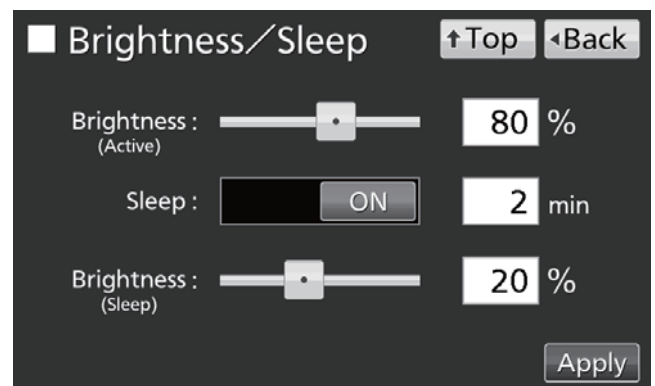 Brightness／Sleep ↑Top ◂Back
Brightness : 80 %
(Active)
Sleep : ON 2 min
Brightness : 20 %
(Sleep)
Apply